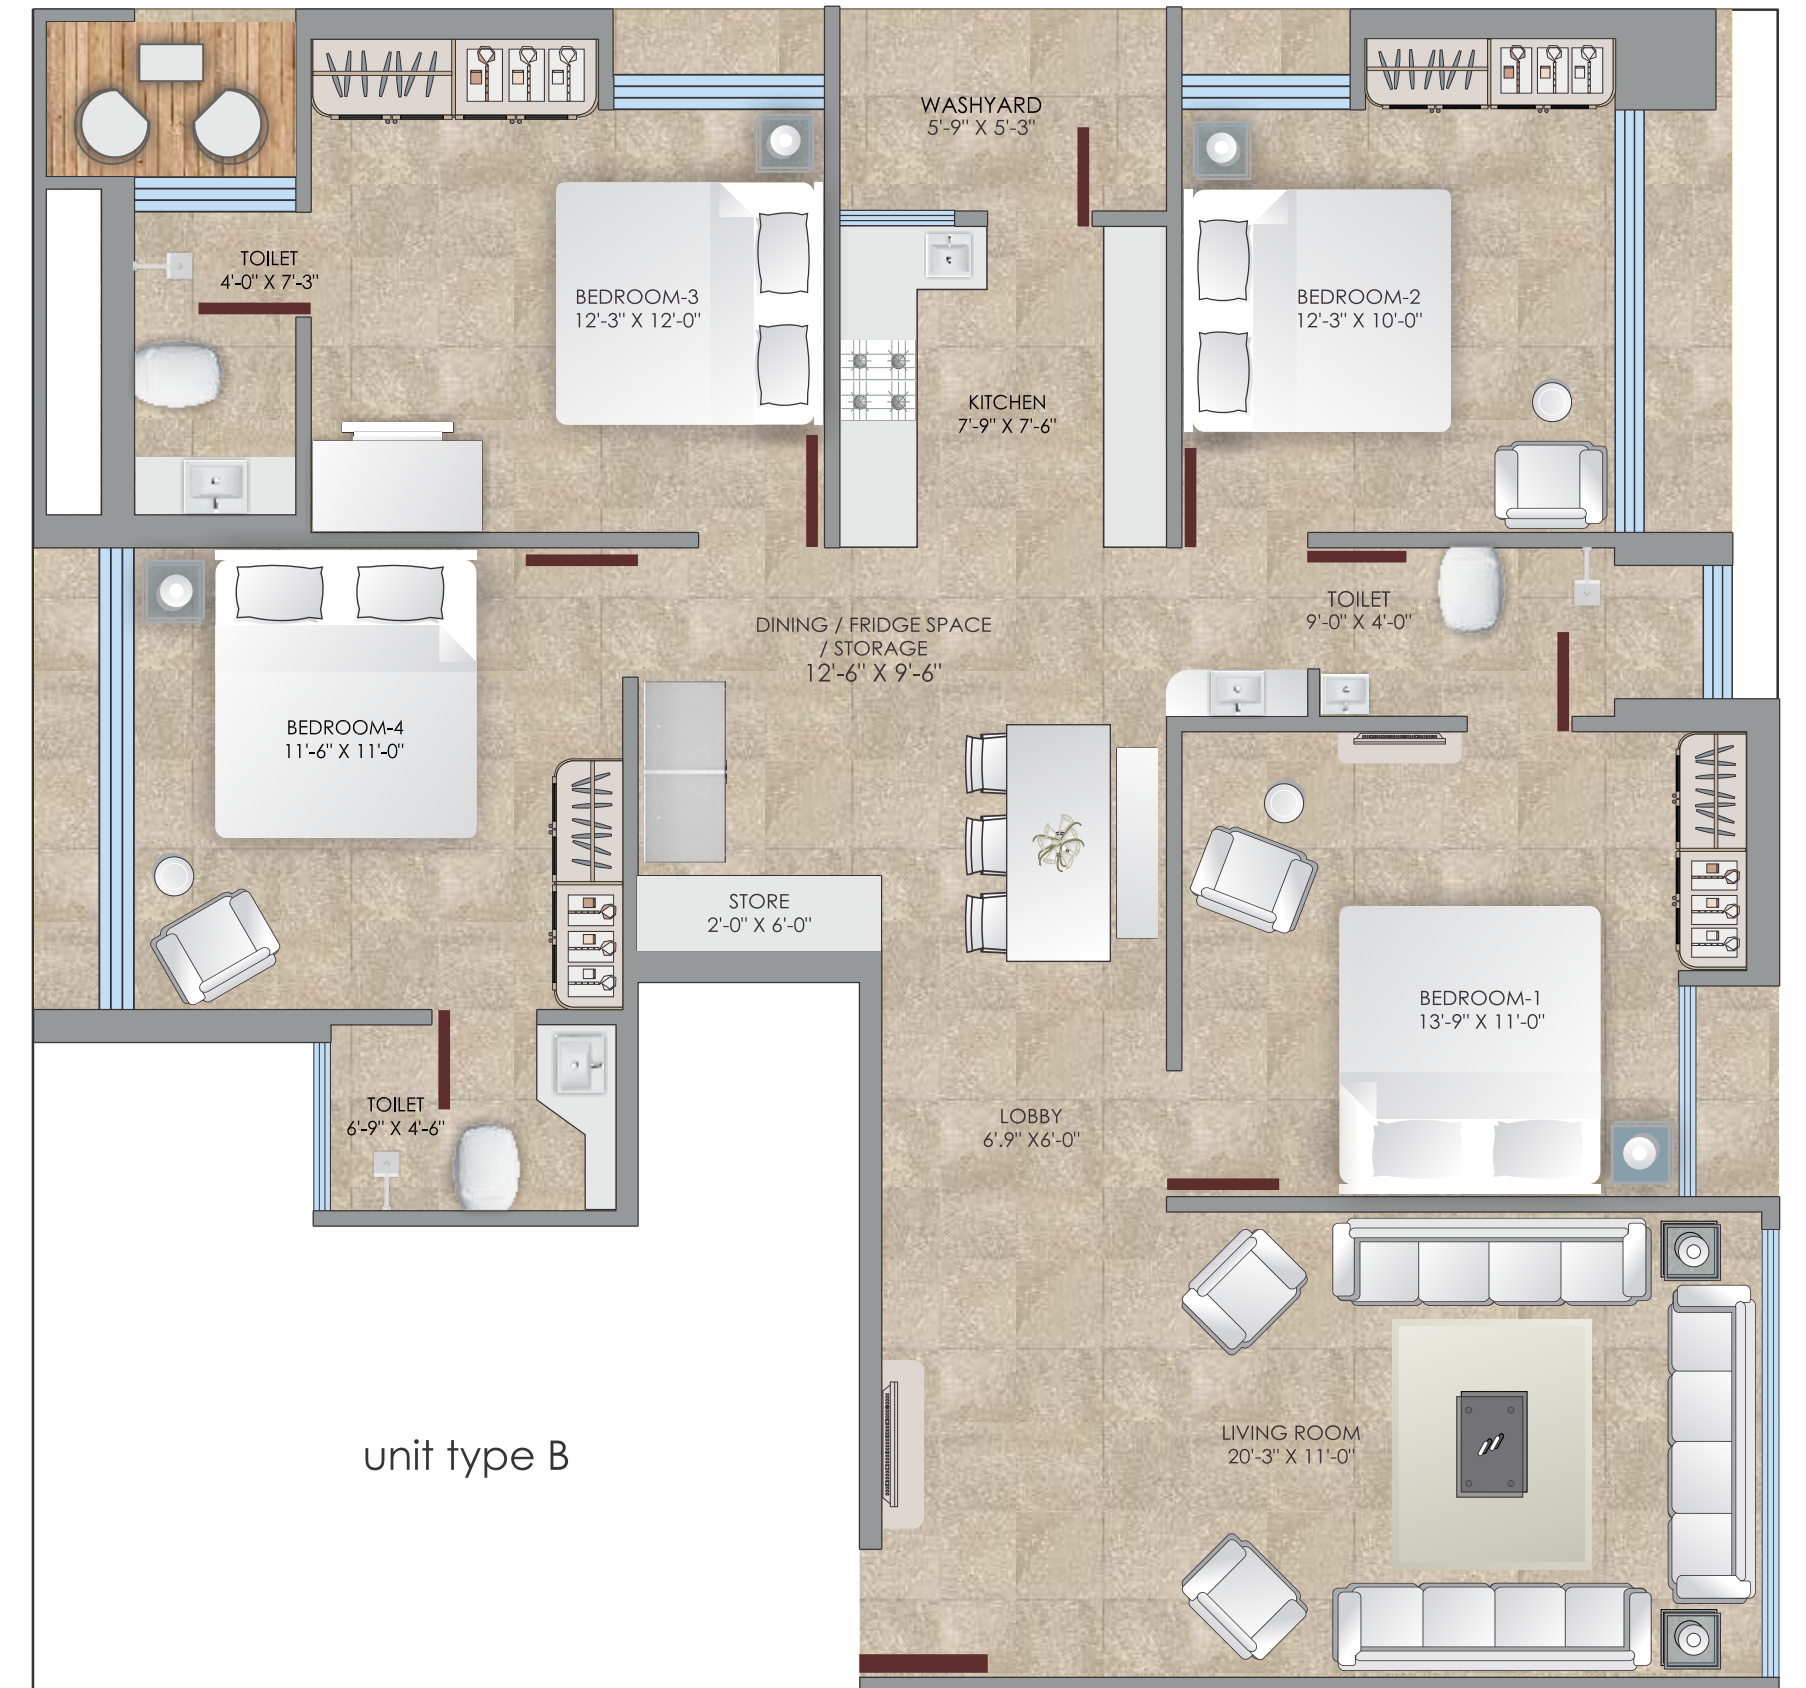 WASHYARD
5'-9" X 5'-3"
TOILET
4'-0" X 7'-3"
BEDROOM-3
12'-3" X 12'-0"
BEDROOM-2
12'-3" X 10'-0"
KITCHEN
7'-9" X 7'-6"
DINING / FRIDGE SPACE
/ STORAGE
12'-6" X 9'-6"
TOILET
9'-0" X 4'-0"
BEDROOM-4
11'-6" X 11'-0"
STORE
2'-0" X 6'-0"
BEDROOM-1
13'-9" X 11'-0"
TOILET
6'-9" X 4'-6"
LOBBY
6'.9" X6'-0"
LIVING ROOM
20'-3" X 11'-0"
unit type B